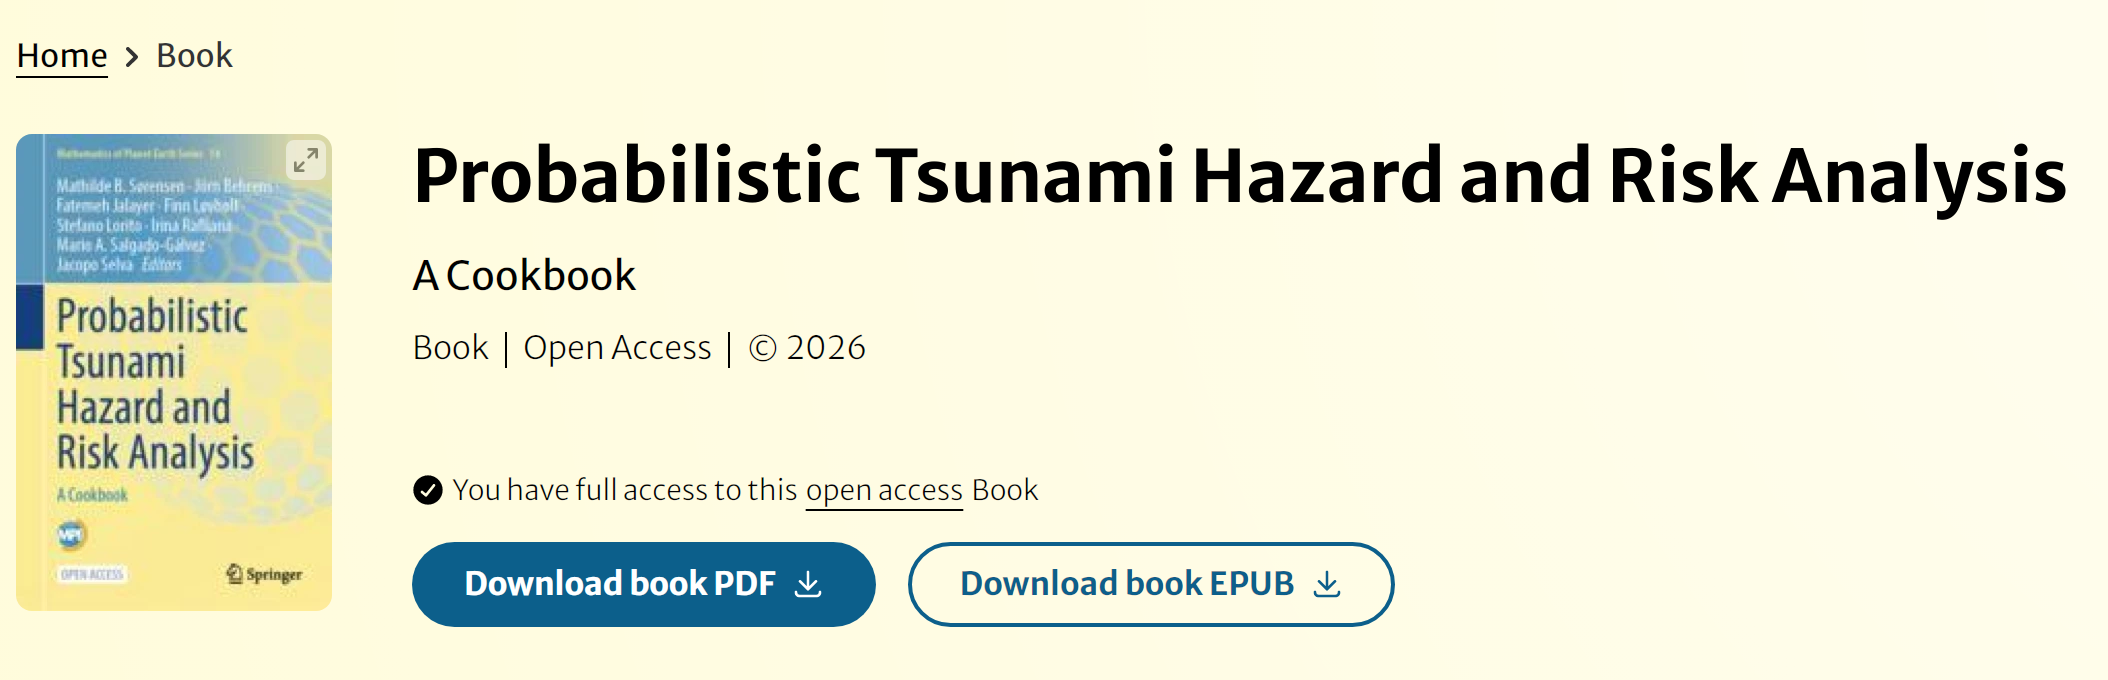 Home > Book
Mathematics of Planet Earth Series 14
Mathilde B. Sørensen · Jörn Behrens ·
Fatemeh Jalayer · Finn Løvholt ·
Stefano Lorito · Irina Rafliana ·
Mario A. Salgado-Gálvez ·
Jacopo Selva Editors
Probabilistic
Tsunami
Hazard and
Risk Analysis
A Cookbook
MPE
OPEN ACCESS
Springer
Probabilistic Tsunami Hazard and Risk Analysis
A Cookbook
Book | Open Access | © 2026
You have full access to this open access Book
Download book PDF
Download book EPUB